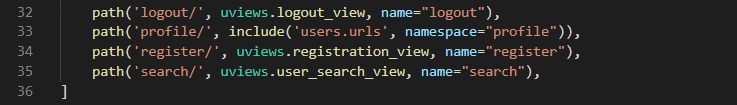 32 path('logout/', uviews.logout_view, name="logout"),
33 path('profile/', include('users.urls', namespace="profile")),
34 path('register/', uviews.registration_view, name="register"),
35 path('search/', uviews.user_search_view, name="search"),
36 ]